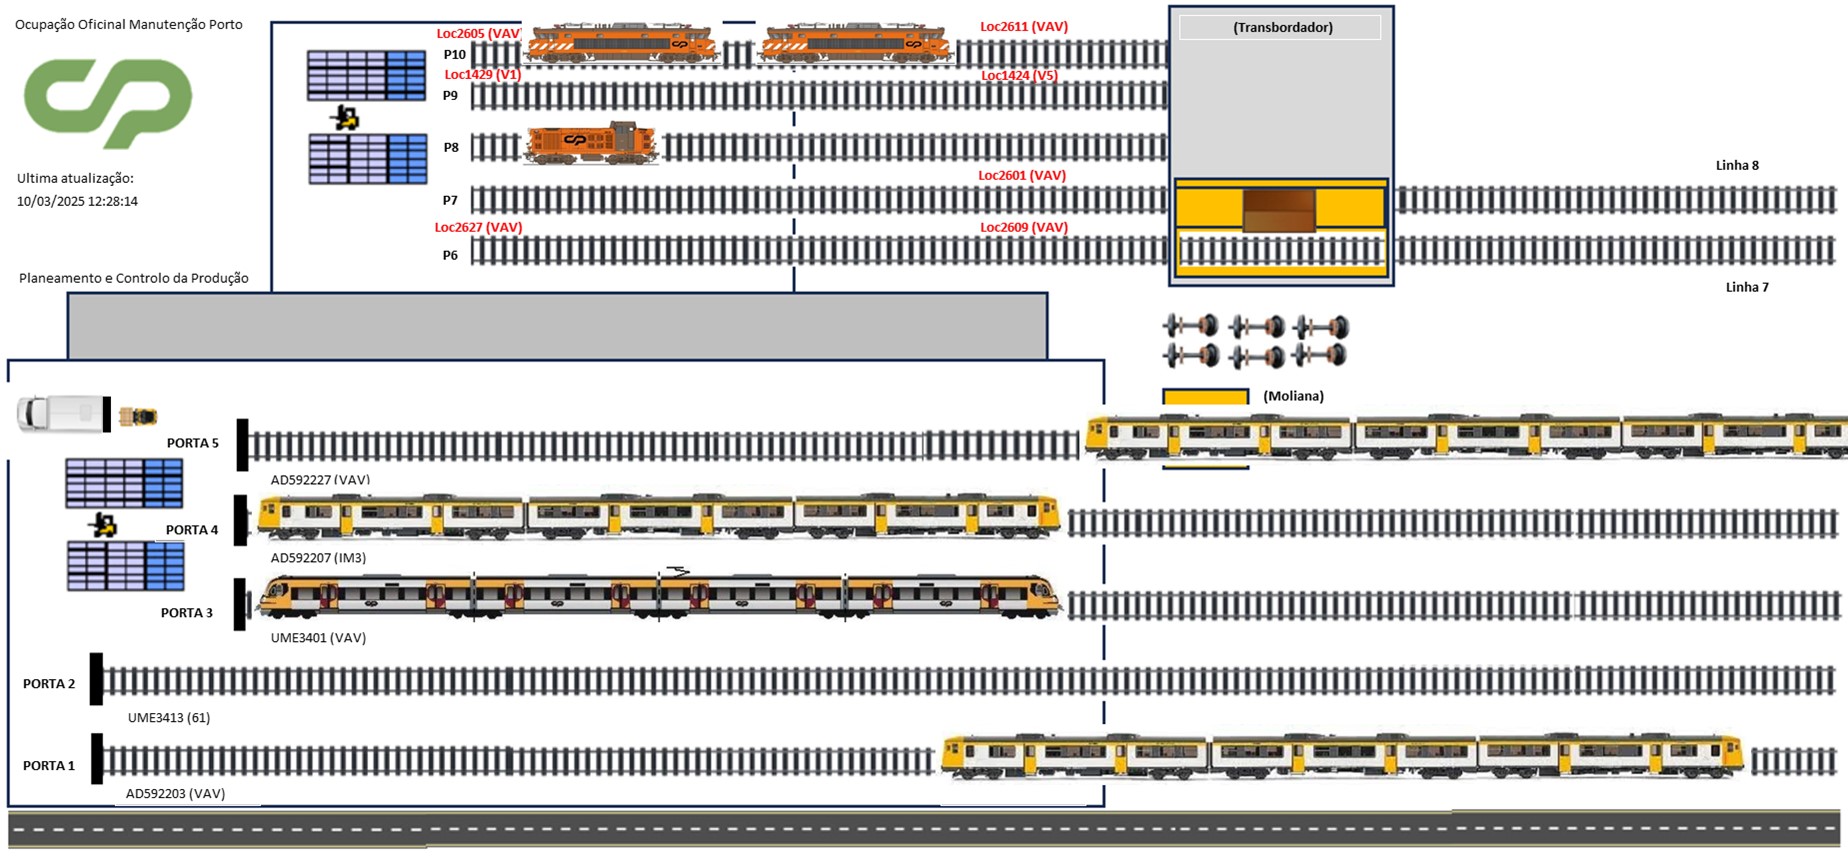 Ocupação Oficinal Manutenção Porto
Ultima atualização:
10/03/2025 12:28:14
Planeamento e Controlo da Produção
Loc2605 (VAV)
Loc2611 (VAV)
P10
Loc1429 (V1)
Loc1424 (V5)
P9
P8
Loc2601 (VAV)
P7
Loc2627 (VAV)
Loc2609 (VAV)
P6
(Transbordador)
Linha 8
Linha 7
(Moliana)
PORTA 5
AD592227 (VAV)
PORTA 4
AD592207 (IM3)
PORTA 3
UME3401 (VAV)
PORTA 2
UME3413 (61)
PORTA 1
AD592203 (VAV)